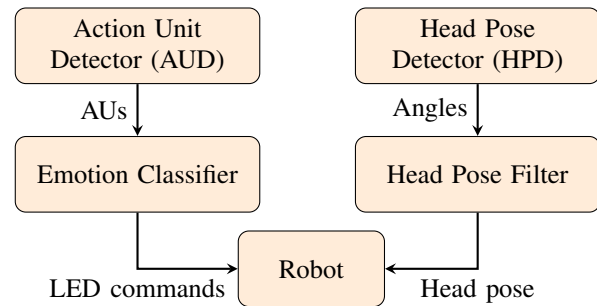 Action Unit
Detector (AUD)
Head Pose
Detector (HPD)
AUs
Angles
Emotion Classifier
Head Pose Filter
Robot
LED commands
Head pose